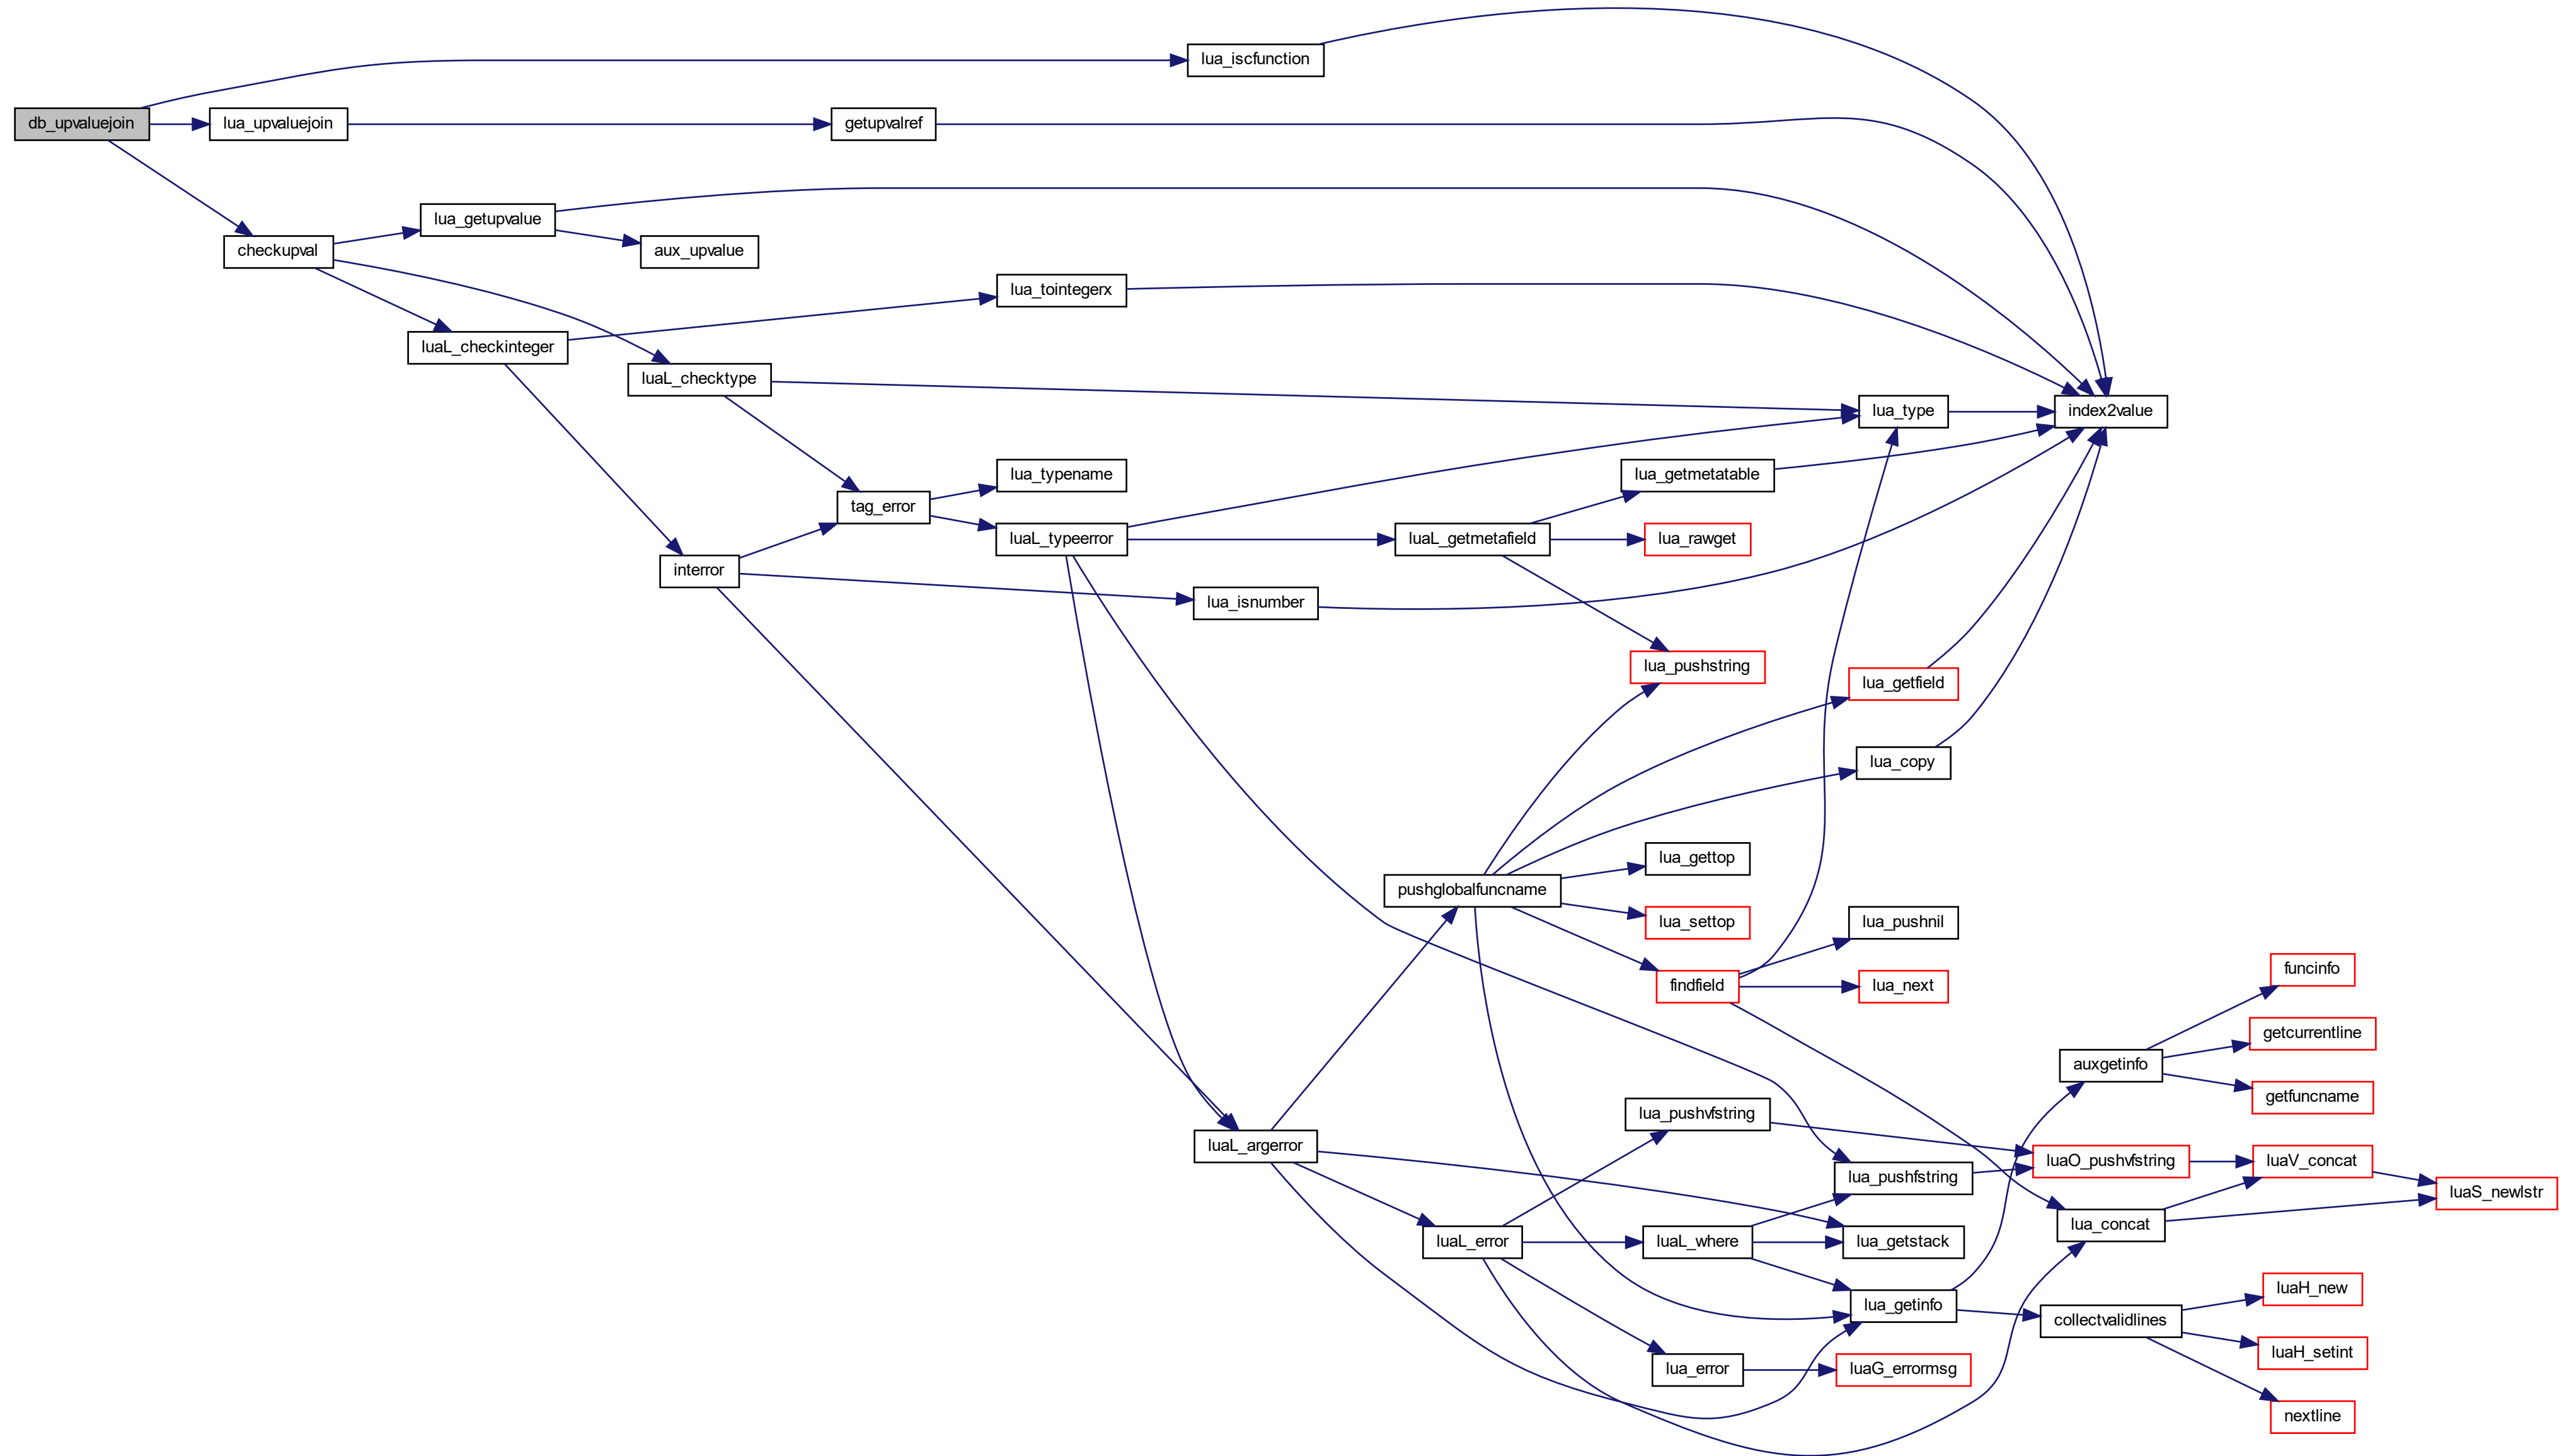 lua_iscfunction
db_upvaluejoin
lua_upvaluejoin
getupvalref
lua_getupvalue
checkupval
aux_upvalue
lua_tointegerx
luaL_checkinteger
luaL_checktype
lua_type
index2value
lua_typename
lua_getmetatable
tag_error
luaL_typeerror
luaL_getmetafield
lua_rawget
interror
lua_isnumber
lua_pushstring
lua_getfield
lua_copy
lua_gettop
pushglobalfuncname
lua_settop
lua_pushnil
funcinfo
findfield
lua_next
getcurrentline
auxgetinfo
getfuncname
lua_pushvfstring
luaL_argerror
luaO_pushvfstring
luaV_concat
lua_pushfstring
luaS_newlstr
lua_concat
luaL_error
luaL_where
lua_getstack
luaH_new
lua_getinfo
collectvalidlines
luaH_setint
lua_error
luaG_errormsg
nextline